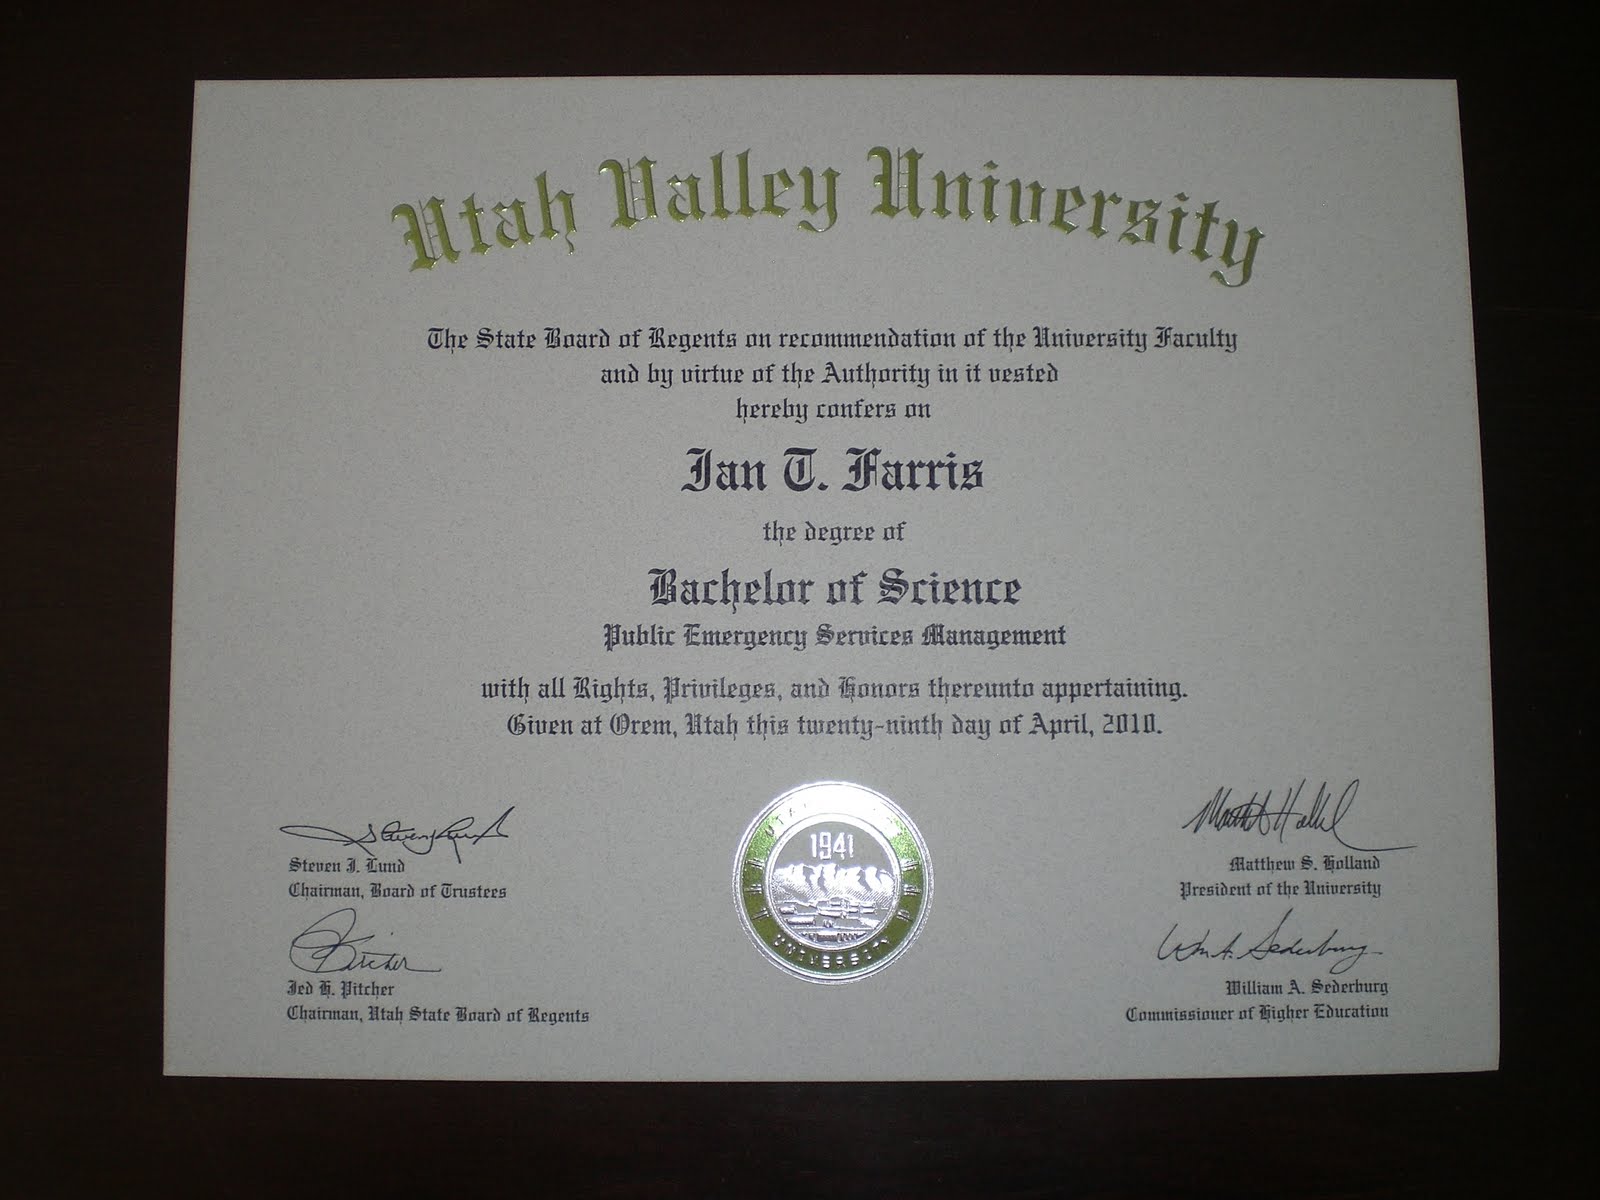 Utah Valley University
The State Board of Regents on recommendation of the University Faculty
and by virtue of the Authority in it vested
hereby confers on
Ian T. Farris
the degree of
Bachelor of Science
Public Emergency Services Management
with all Rights, Privileges, and Honors thereunto appertaining.
Given at Orem, Utah this twenty-ninth day of April, 2010.
Steven J. Lund
Chairman, Board of Trustees
Jed H. Pitcher
Chairman, Utah State Board of Regents
UTAH
1941
UNIVERSITY
Matthew S. Holland
President of the University
Wm A. Sederburg
William A. Sederburg
Commissioner of Higher Education